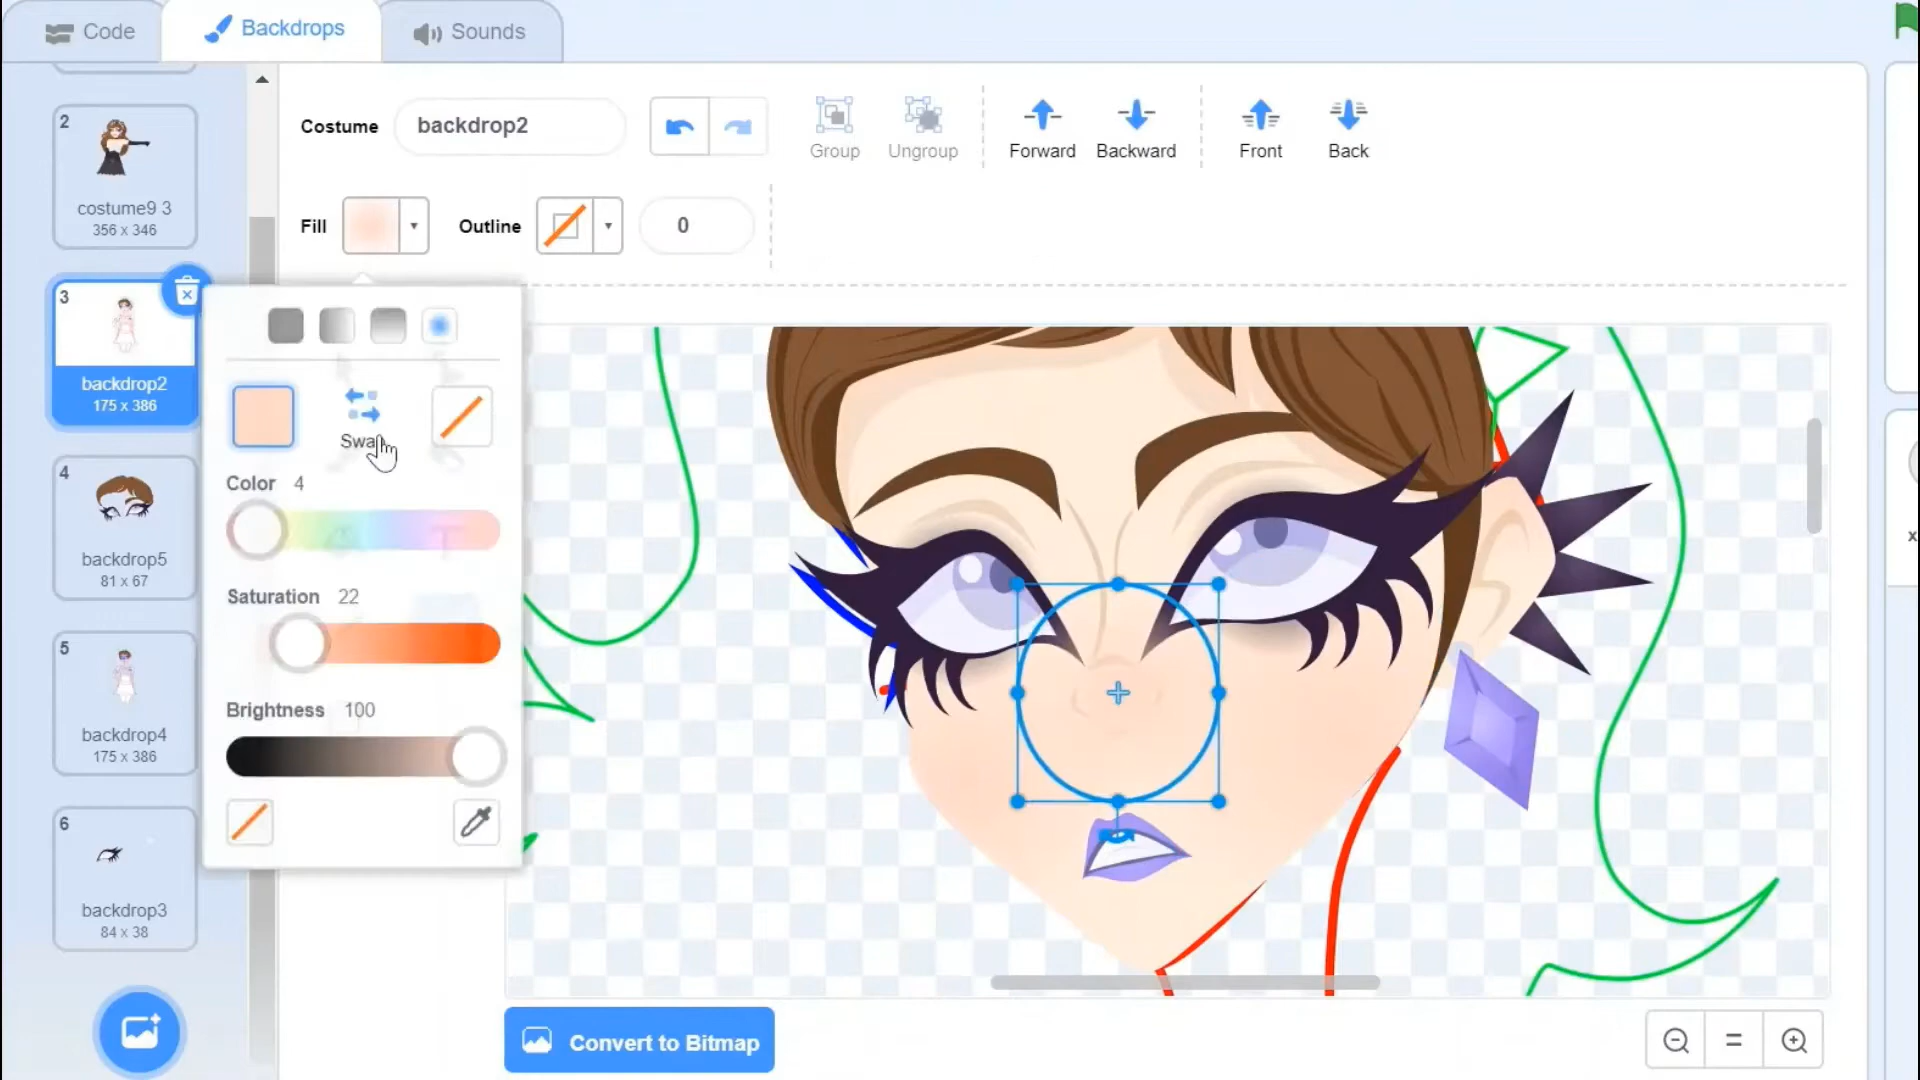 Code
Backdrops
Sounds
2
costume9 3
356 x 346
3
backdrop2
175 x 386
4
backdrop5
81 x 67
5
backdrop4
175 x 386
6
backdrop3
84 x 38
Costume
backdrop2
Group
Ungroup
Forward
Backward
Front
Back
Fill
Outline
0
Swap
Color 4
Saturation 22
Brightness 100
Convert to Bitmap
x